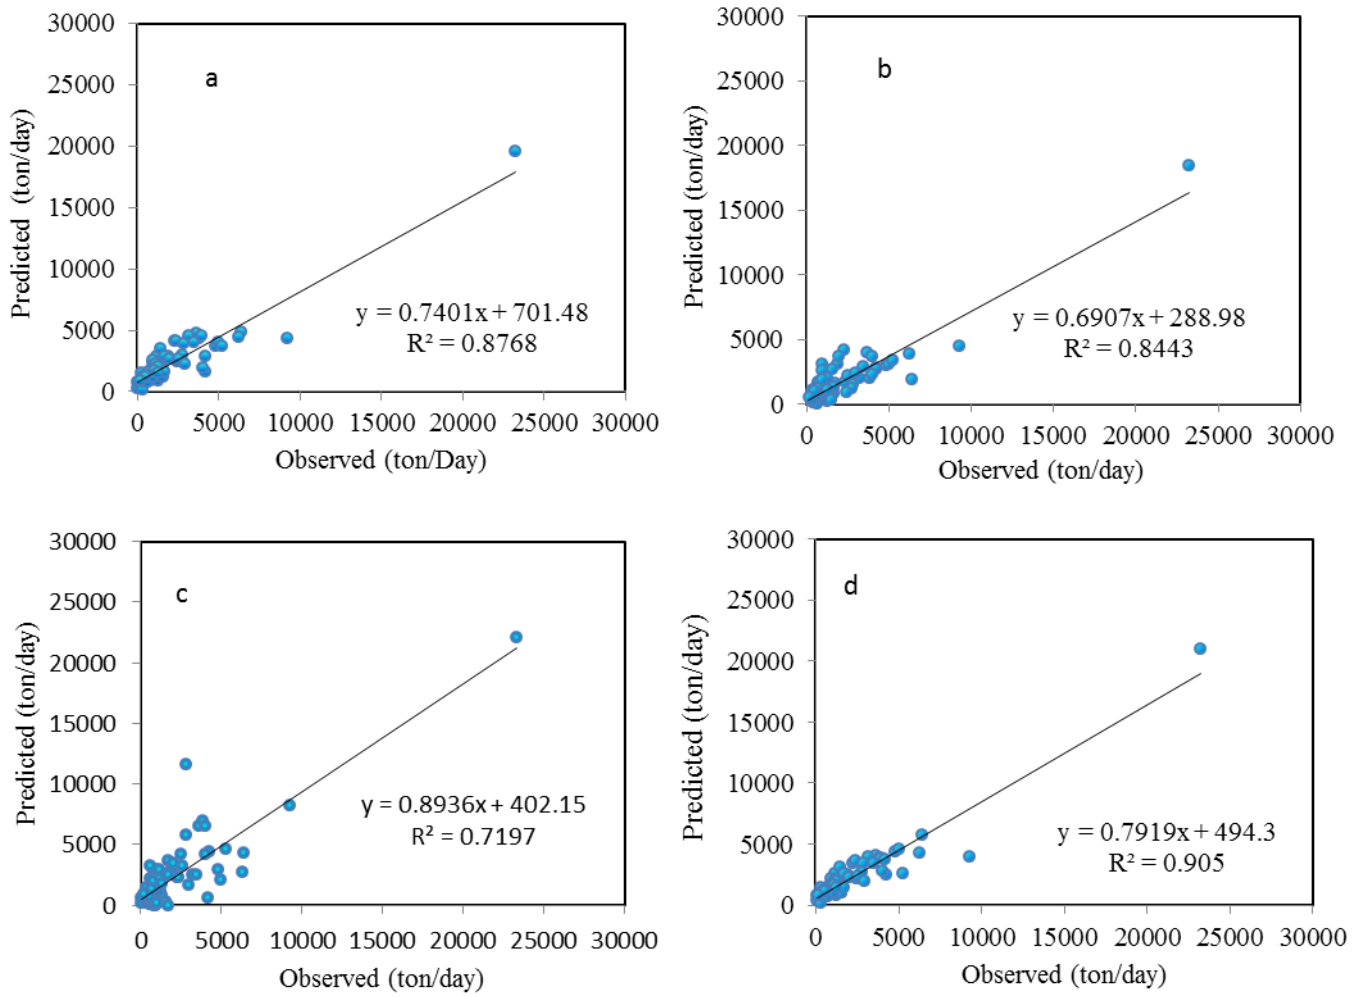 a
30000
25000
20000
15000
10000
5000
0
Predicted (ton/day)
y = 0.7401x + 701.48
R² = 0.8768
0 5000 10000 15000 20000 25000 30000
Observed (ton/Day)
b
30000
25000
20000
15000
10000
5000
0
Predicted (ton/day)
y = 0.6907x + 288.98
R² = 0.8443
0 5000 10000 15000 20000 25000 30000
Observed (ton/day)
c
30000
25000
20000
15000
10000
5000
0
Predicted (ton/day)
y = 0.8936x + 402.15
R² = 0.7197
0 5000 10000 15000 20000 25000 30000
Observed (ton/day)
d
30000
25000
20000
15000
10000
5000
0
Predicted (ton/day)
y = 0.7919x + 494.3
R² = 0.905
0 5000 10000 15000 20000 25000 30000
Observed (ton/day)